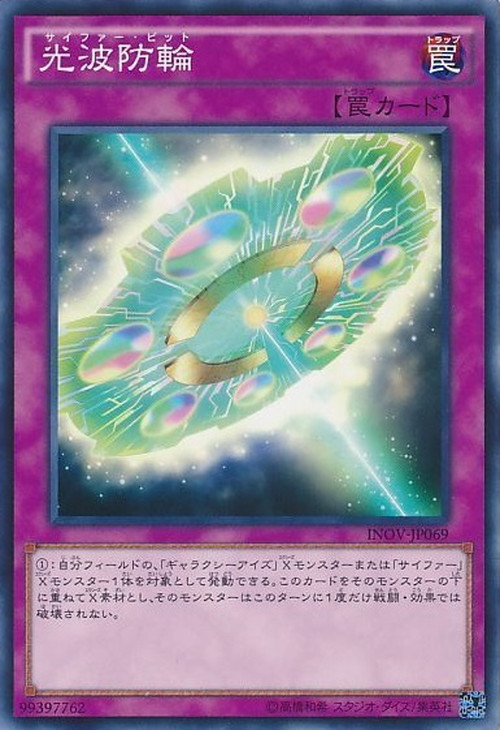 サイファー・ビット
光波防輪
トラップ
罠
【罠カード】
トラップ
INOV-JP069
①:自分フィールドの、「ギャラクシーアイズ」Xモンスターまたは「サイファー」
Xモンスター1体を対象として発動できる。このカードをそのモンスターの下
に重ねてX素材とし、そのモンスターはこのターンに1度だけ戦闘・効果では
破壊されない。
99397762
©高橋和希 スタジオ・ダイス/集英社